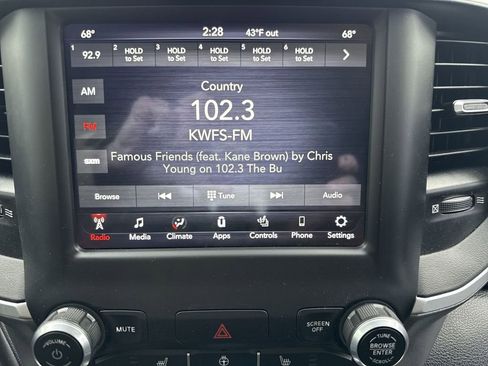 68° 2:28 43°F out 68°
1 92.9 2 HOLD to Set 3 HOLD to Set 4 HOLD to Set 5 HOLD to Set 6 HOLD to Set
AM
Country
102.3
FM
KWFS-FM
sxm
Famous Friends (feat. Kane Brown) by Chris
Young on 102.3 The Bu
Browse Tune Audio
Radio Media Climate Apps Controls Phone Settings
MUTE
SCREEN
OFF
VOLUME
TUNE
BROWSE
ENTER
SCROLL